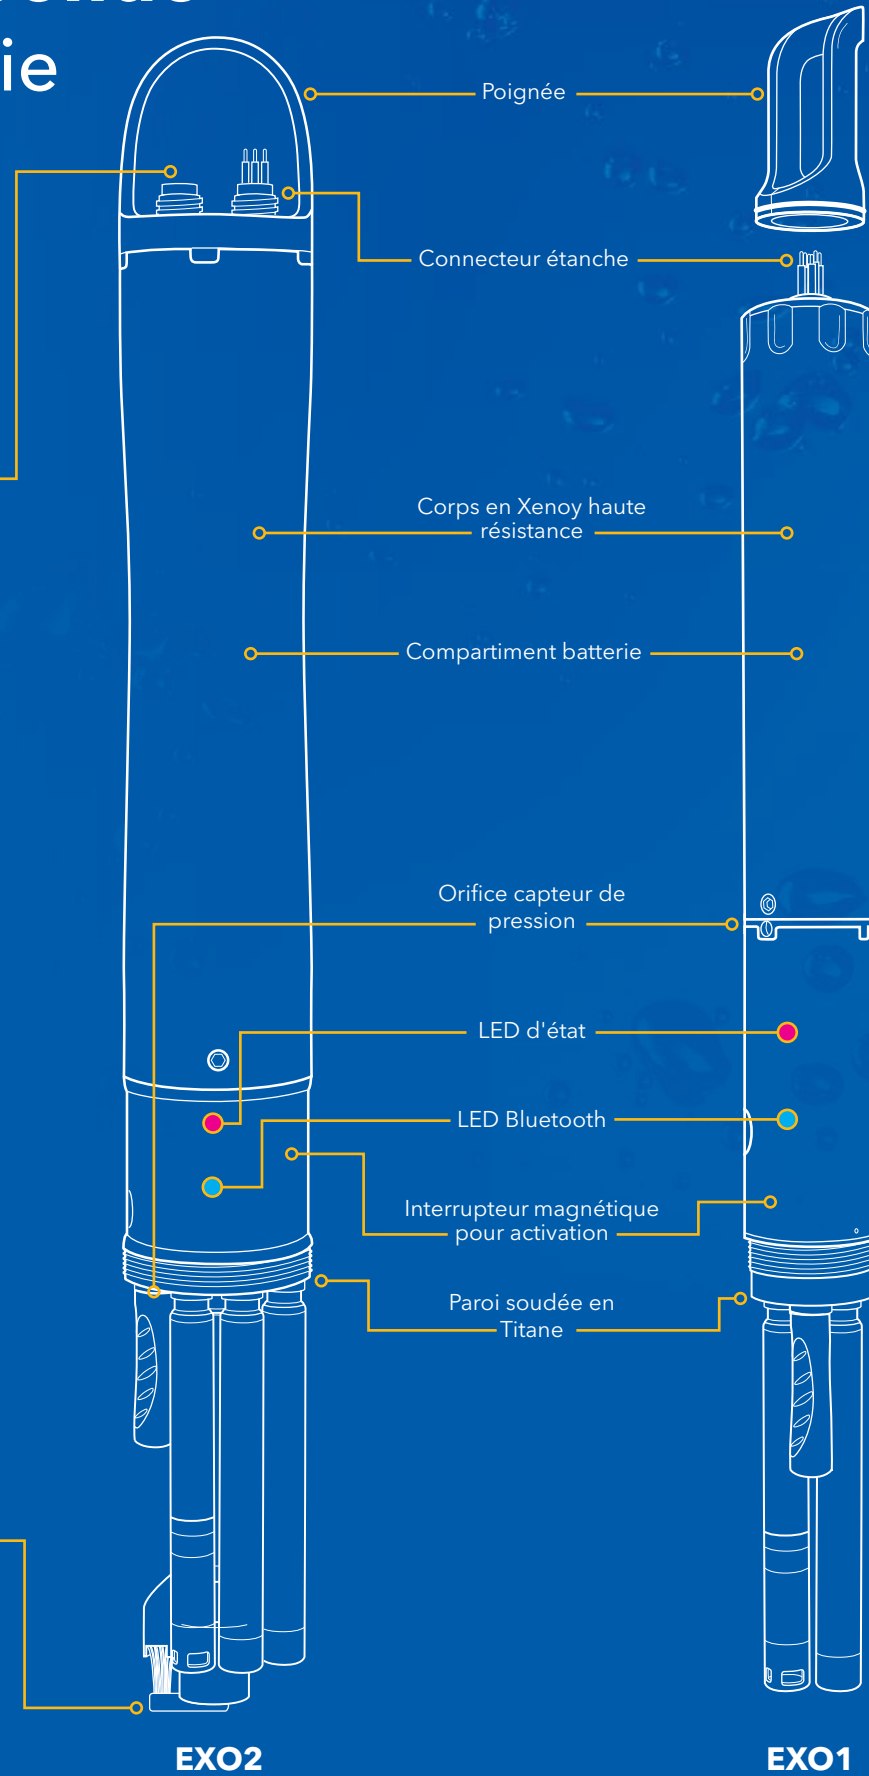 ie
Poignée
Connecteur étanche
Corps en Xenoy haute
résistance
Compartiment batterie
Orifice capteur de
pression
LED d'état
LED Bluetooth
Interrupteur magnétique
pour activation
Paroi soudée en
Titane
EXO2
EXO1